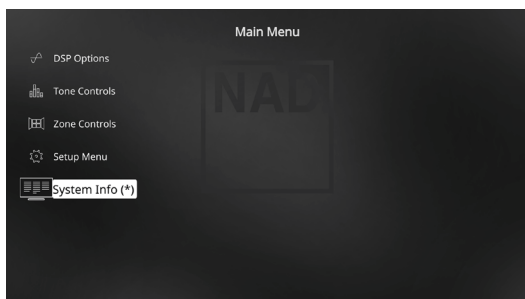 Main Menu
DSP Options
Tone Controls
Zone Controls
Setup Menu
System Info (*)
NAD